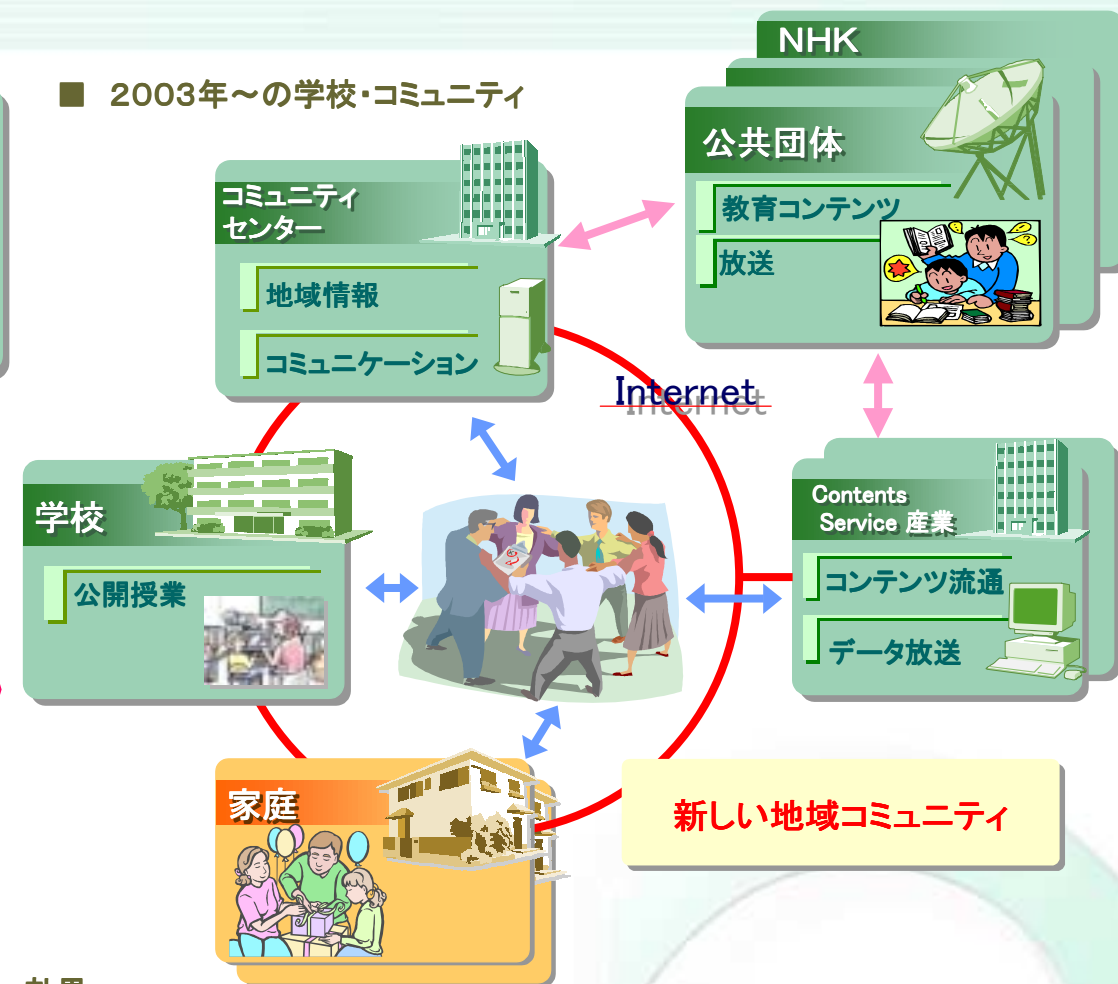 ■ 2003年～の学校・コミュニティ
NHK
公共団体
教育コンテンツ
放送
コミュニティ
センター
地域情報
コミュニケーション
Internet
学校
公開授業
Contents
Service 産業
コンテンツ流通
データ放送
家庭
新しい地域コミュニティ